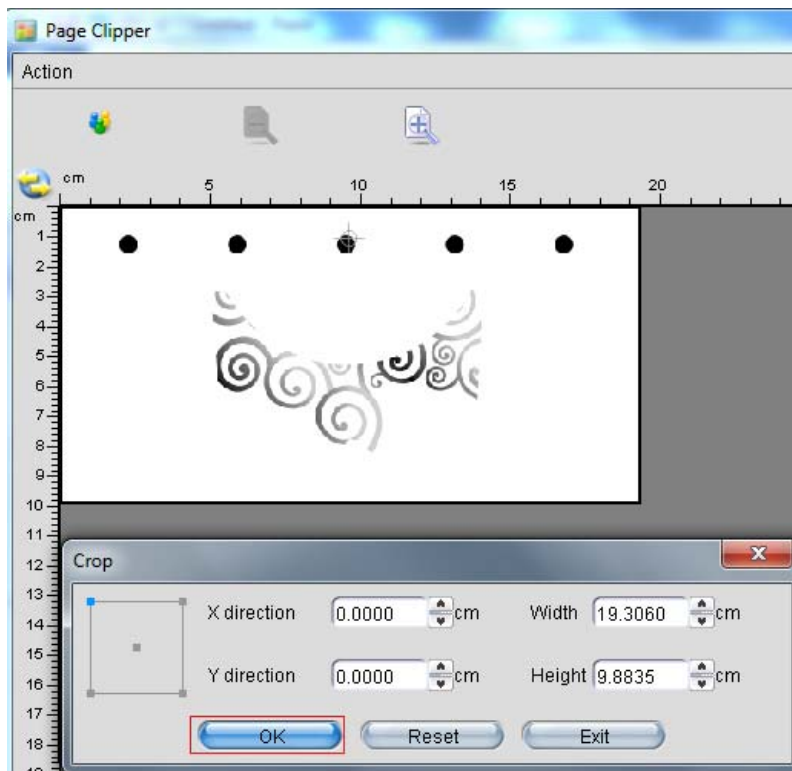 Page Clipper
Action
cm
5 10 15 20
cm
1
2
3
4
5
6
7
8
9
10
11
12
13
14
15
16
17
18
Crop
X direction 0.0000 cm Width 19.3060 cm
Y direction 0.0000 cm Height 9.8835 cm
OK Reset Exit